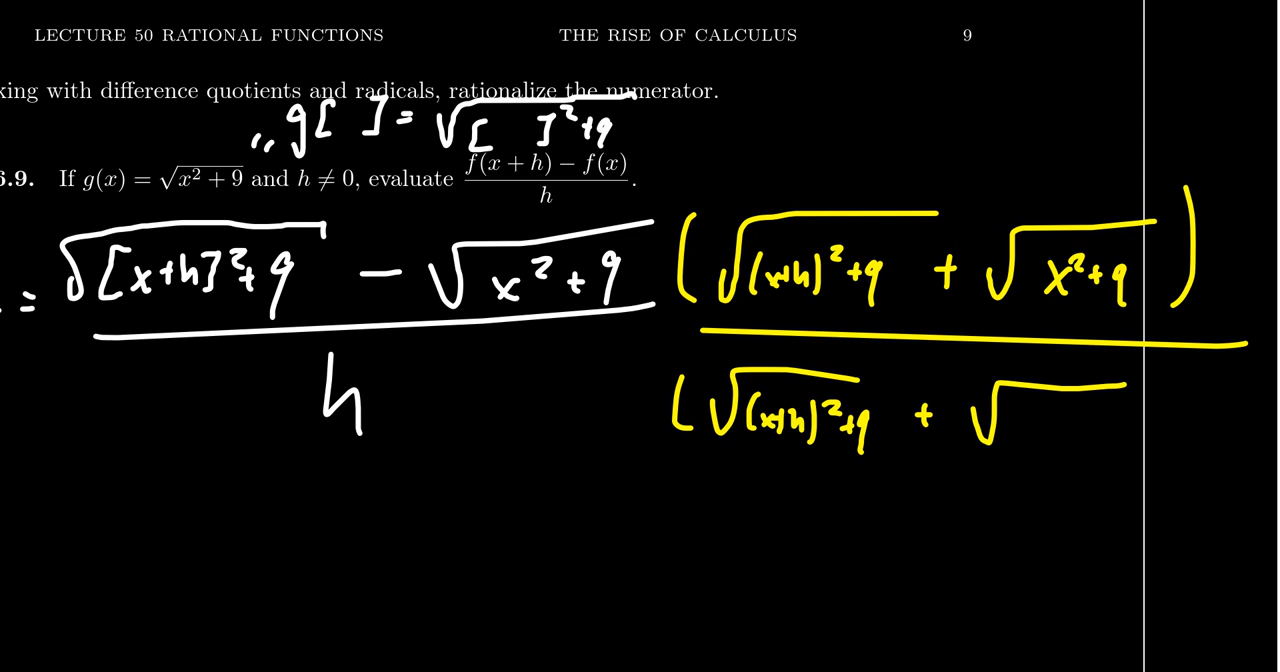 LECTURE 50 RATIONAL FUNCTIONS THE RISE OF CALCULUS 9
king with difference quotients and radicals, rationalize the numerator.
,, g[ ] = √([ ]²+9)
6.9. If g(x) = √(x² + 9) and h ≠ 0, evaluate (f(x + h) − f(x))/h.
= (√([x+h]²+9) − √(x²+9))/h (√((x+h)²+9) + √(x²+9))
(√((x+h)²+9) + √